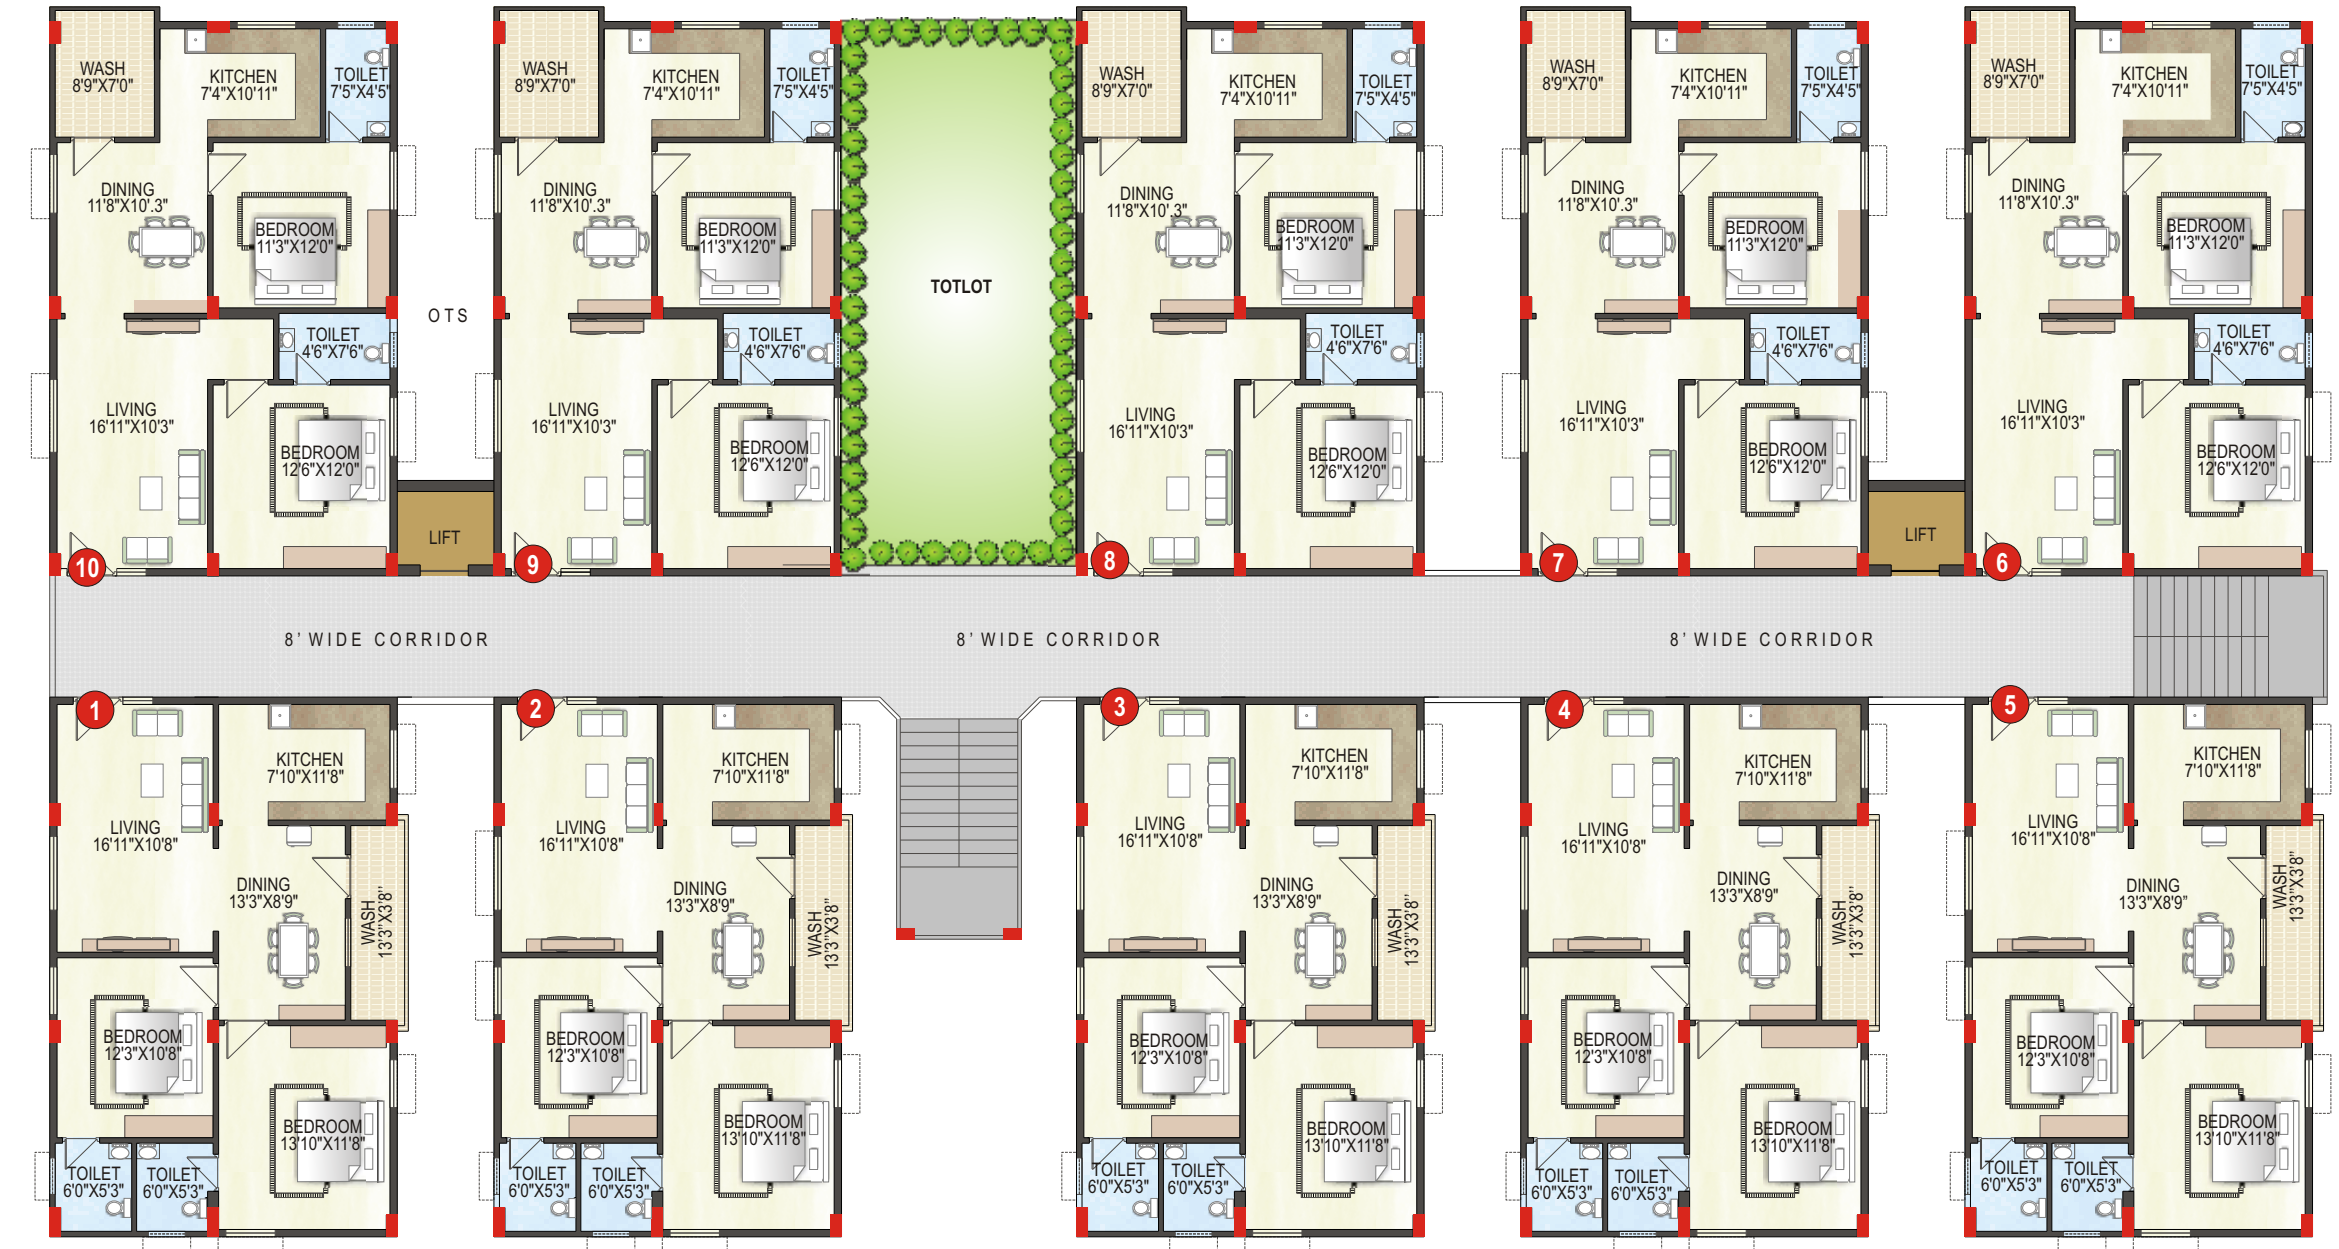 WASH
8'9"X7'0"
KITCHEN
7'4"X10'11"
TOILET
7'5"X4'5"
DINING
11'8"X10'.3"
BEDROOM
11'3"X12'0"
TOILET
4'6"X7'6"
LIVING
16'11"X10'3"
BEDROOM
12'6"X12'0"
10
OTS
LIFT
WASH
8'9"X7'0"
KITCHEN
7'4"X10'11"
TOILET
7'5"X4'5"
DINING
11'8"X10'.3"
BEDROOM
11'3"X12'0"
TOILET
4'6"X7'6"
LIVING
16'11"X10'3"
BEDROOM
12'6"X12'0"
9
TOTLOT
WASH
8'9"X7'0"
KITCHEN
7'4"X10'11"
TOILET
7'5"X4'5"
DINING
11'8"X10'.3"
BEDROOM
11'3"X12'0"
TOILET
4'6"X7'6"
LIVING
16'11"X10'3"
BEDROOM
12'6"X12'0"
8
WASH
8'9"X7'0"
KITCHEN
7'4"X10'11"
TOILET
7'5"X4'5"
DINING
11'8"X10'.3"
BEDROOM
11'3"X12'0"
TOILET
4'6"X7'6"
LIVING
16'11"X10'3"
BEDROOM
12'6"X12'0"
7
LIFT
WASH
8'9"X7'0"
KITCHEN
7'4"X10'11"
TOILET
7'5"X4'5"
DINING
11'8"X10'.3"
BEDROOM
11'3"X12'0"
TOILET
4'6"X7'6"
LIVING
16'11"X10'3"
BEDROOM
12'6"X12'0"
6
8' WIDE CORRIDOR
8' WIDE CORRIDOR
8' WIDE CORRIDOR
1
KITCHEN
7'10"X11'8"
LIVING
16'11"X10'8"
DINING
13'3"X8'9"
WASH
13'3"X3'8"
BEDROOM
12'3"X10'8"
BEDROOM
13'10"X11'8"
TOILET
6'0"X5'3"
TOILET
6'0"X5'3"
2
KITCHEN
7'10"X11'8"
LIVING
16'11"X10'8"
DINING
13'3"X8'9"
WASH
13'3"X3'8"
BEDROOM
12'3"X10'8"
BEDROOM
13'10"X11'8"
TOILET
6'0"X5'3"
TOILET
6'0"X5'3"
3
KITCHEN
7'10"X11'8"
LIVING
16'11"X10'8"
DINING
13'3"X8'9"
WASH
13'3"X3'8"
BEDROOM
12'3"X10'8"
BEDROOM
13'10"X11'8
TOILET
6'0"X5'3"
TOILET
6'0"X5'3"
4
KITCHEN
7'10"X11'8"
LIVING
16'11"X10'8"
DINING
13'3"X8'9"
WASH
13'3"X3'8"
BEDROOM
12'3"X10'8"
BEDROOM
13'10"X11'8
TOILET
6'0"X5'3"
TOILET
6'0"X5'3"
5
KITCHEN
7'10"X11'8"
LIVING
16'11"X10'8"
DINING
13'3"X8'9"
WASH
13'3"X3'8"
BEDROOM
12'3"X10'8"
BEDROOM
13'10"X11'8"
TOILET
6'0"X5'3"
TOILET
6'0"X5'3"